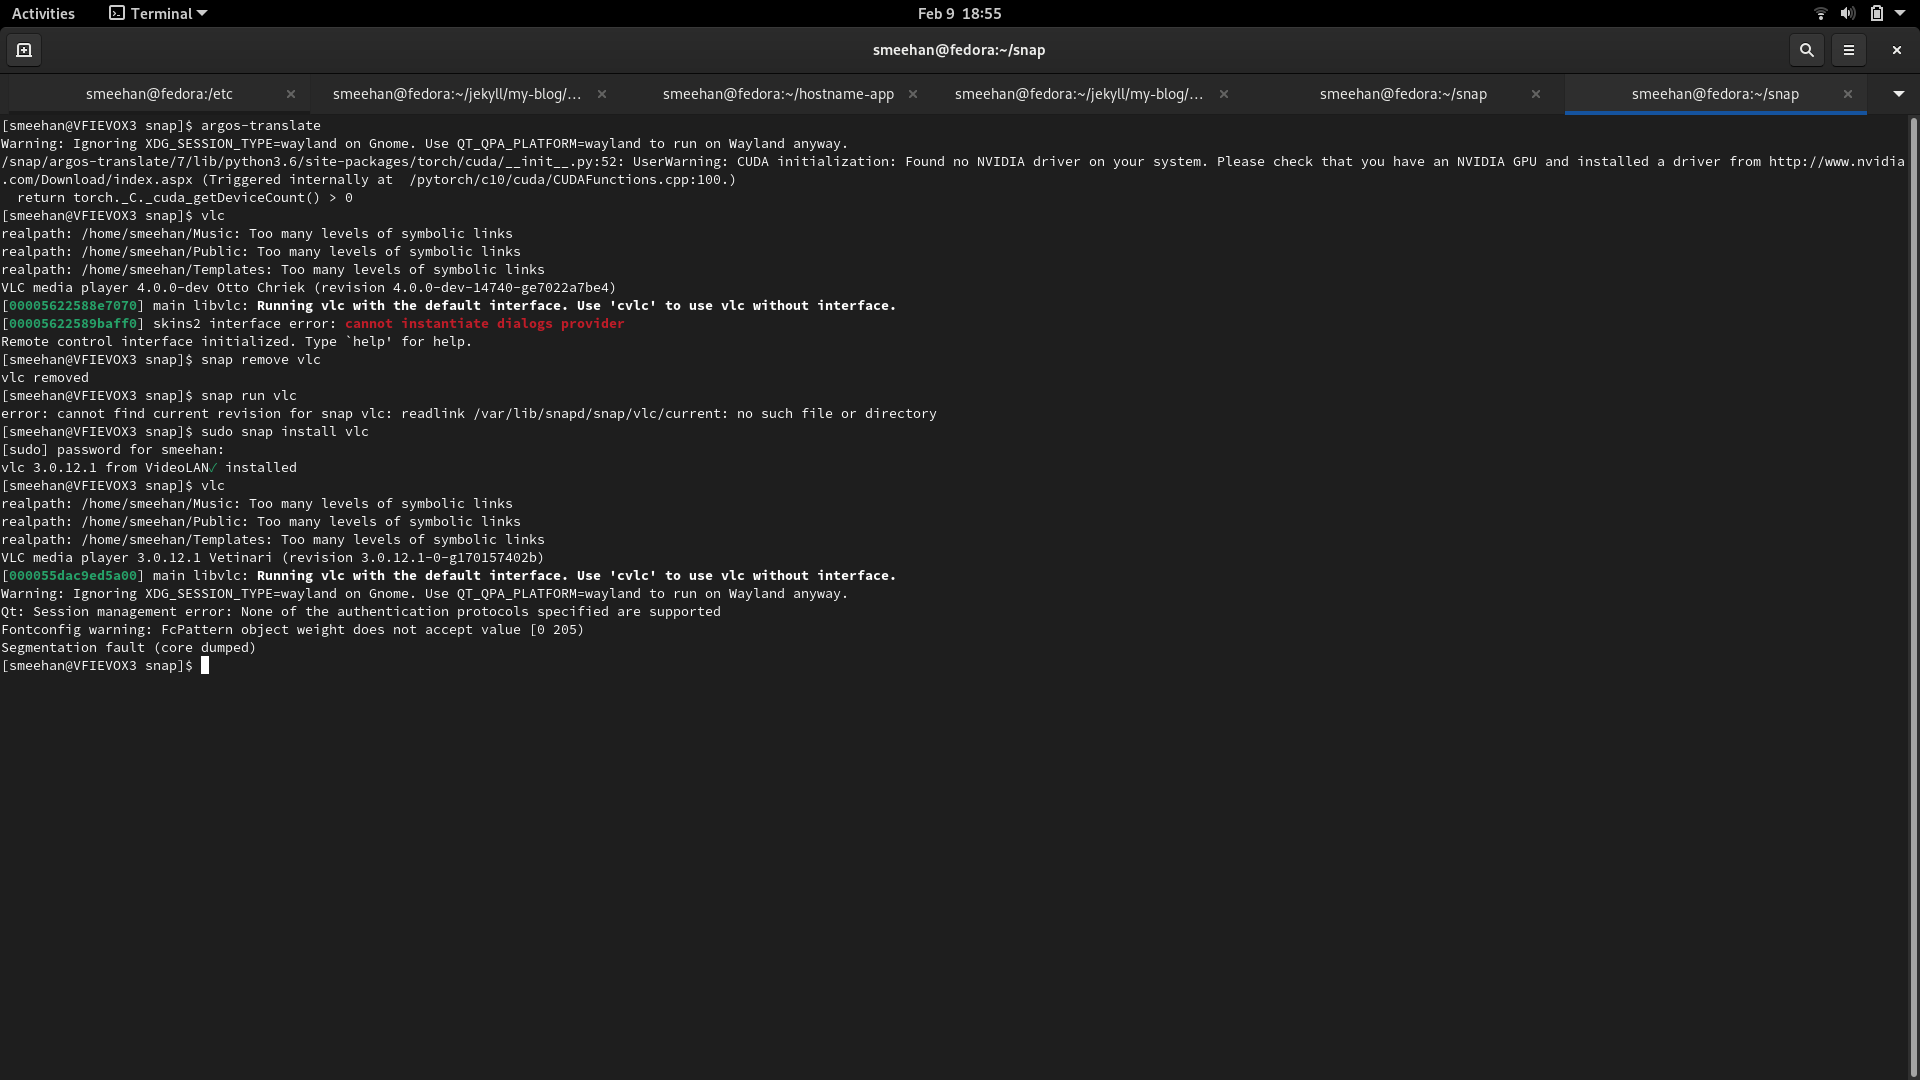 Activities
Terminal
Feb 9 18:55
smeehan@fedora:~/snap
smeehan@fedora:/etc
smeehan@fedora:~/jekyll/my-blog/…
smeehan@fedora:~/hostname-app
smeehan@fedora:~/jekyll/my-blog/…
smeehan@fedora:~/snap
smeehan@fedora:~/snap
[smeehan@VFIEVOX3 snap]$ argos-translate
Warning: Ignoring XDG_SESSION_TYPE=wayland on Gnome. Use QT_QPA_PLATFORM=wayland to run on Wayland anyway.
/snap/argos-translate/7/lib/python3.6/site-packages/torch/cuda/__init__.py:52: UserWarning: CUDA initialization: Found no NVIDIA driver on your system. Please check that you have an NVIDIA GPU and installed a driver from http://www.nvidia
.com/Download/index.aspx (Triggered internally at  /pytorch/c10/cuda/CUDAFunctions.cpp:100.)
  return torch._C._cuda_getDeviceCount() > 0
[smeehan@VFIEVOX3 snap]$ vlc
realpath: /home/smeehan/Music: Too many levels of symbolic links
realpath: /home/smeehan/Public: Too many levels of symbolic links
realpath: /home/smeehan/Templates: Too many levels of symbolic links
VLC media player 4.0.0-dev Otto Chriek (revision 4.0.0-dev-14740-ge7022a7be4)
[00005622588e7070] main libvlc: Running vlc with the default interface. Use 'cvlc' to use vlc without interface.
[00005622589baff0] skins2 interface error: cannot instantiate dialogs provider
Remote control interface initialized. Type `help' for help.
[smeehan@VFIEVOX3 snap]$ snap remove vlc
vlc removed
[smeehan@VFIEVOX3 snap]$ snap run vlc
error: cannot find current revision for snap vlc: readlink /var/lib/snapd/snap/vlc/current: no such file or directory
[smeehan@VFIEVOX3 snap]$ sudo snap install vlc
[sudo] password for smeehan:
vlc 3.0.12.1 from VideoLAN✓ installed
[smeehan@VFIEVOX3 snap]$ vlc
realpath: /home/smeehan/Music: Too many levels of symbolic links
realpath: /home/smeehan/Public: Too many levels of symbolic links
realpath: /home/smeehan/Templates: Too many levels of symbolic links
VLC media player 3.0.12.1 Vetinari (revision 3.0.12.1-0-g170157402b)
[000055dac9ed5a00] main libvlc: Running vlc with the default interface. Use 'cvlc' to use vlc without interface.
Warning: Ignoring XDG_SESSION_TYPE=wayland on Gnome. Use QT_QPA_PLATFORM=wayland to run on Wayland anyway.
Qt: Session management error: None of the authentication protocols specified are supported
Fontconfig warning: FcPattern object weight does not accept value [0 205)
Segmentation fault (core dumped)
[smeehan@VFIEVOX3 snap]$